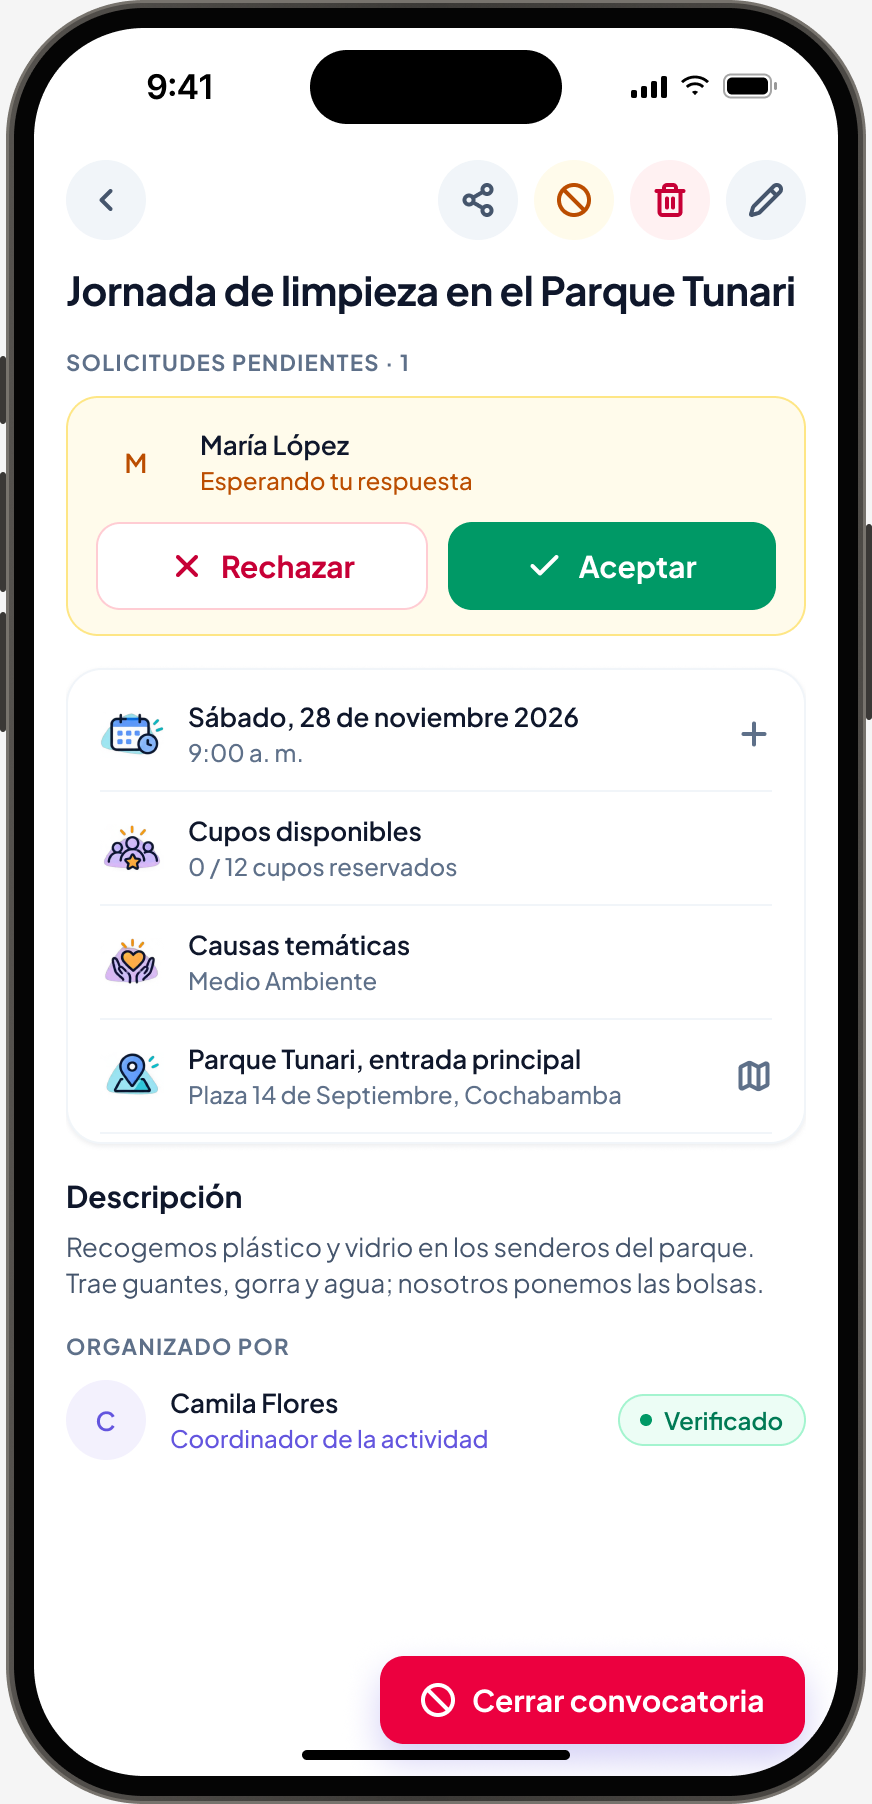 9:41
Jornada de limpieza en el Parque Tunari
SOLICITUDES PENDIENTES · 1
M
María López
Esperando tu respuesta
Rechazar
Aceptar
Sábado, 28 de noviembre 2026
9:00 a. m.
Cupos disponibles
0 / 12 cupos reservados
Causas temáticas
Medio Ambiente
Parque Tunari, entrada principal
Plaza 14 de Septiembre, Cochabamba
Descripción
Recogemos plástico y vidrio en los senderos del parque.
Trae guantes, gorra y agua; nosotros ponemos las bolsas.
ORGANIZADO POR
C
Camila Flores
Coordinador de la actividad
Verificado
Cerrar convocatoria